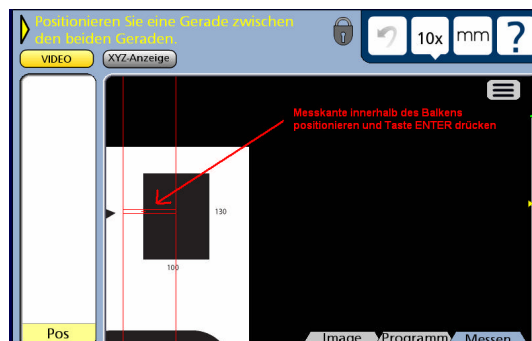 Positionieren Sie eine Gerade zwischen
den beiden Geraden.
10x
mm
?
VIDEO
XYZ-Anzeige
Messkante innerhalb des Balkens
positionieren und Taste ENTER drücken
130
100
Pos
Image
Programm
Messen